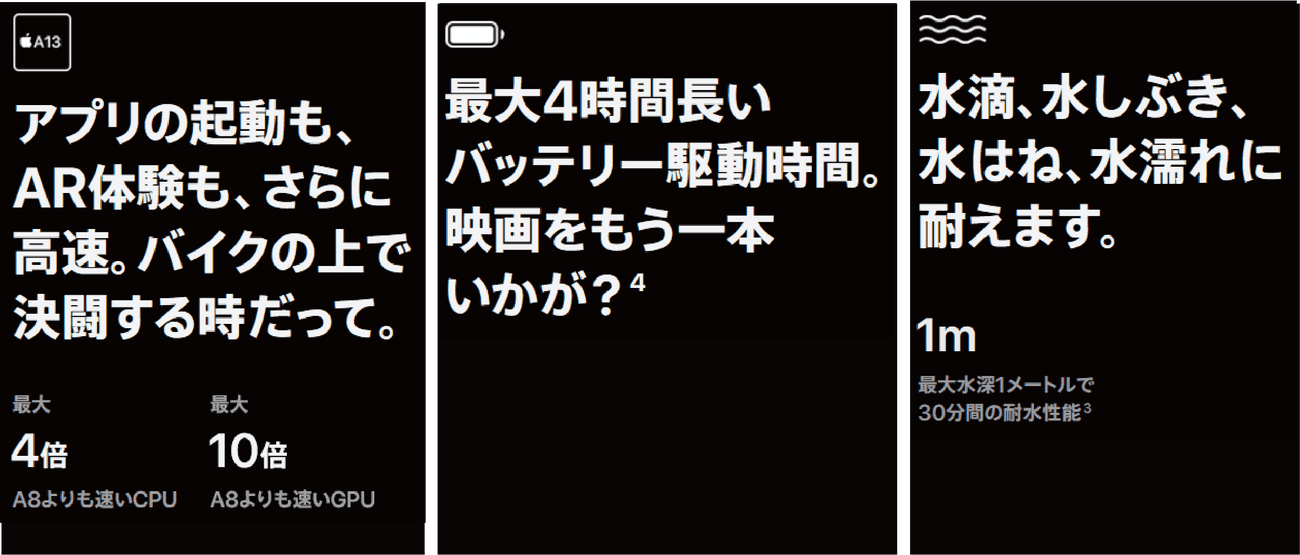 A13
アプリの起動も、
AR体験も、さらに
高速。バイクの上で
決闘する時だって。
最大
4倍
A8よりも速いCPU
最大
10倍
A8よりも速いGPU
最大4時間長い
バッテリー駆動時間。
映画をもう一本
いかが？4
水滴、水しぶき、
水はね、水濡れに
耐えます。
1m
最大水深1メートルで
30分間の耐水性能3